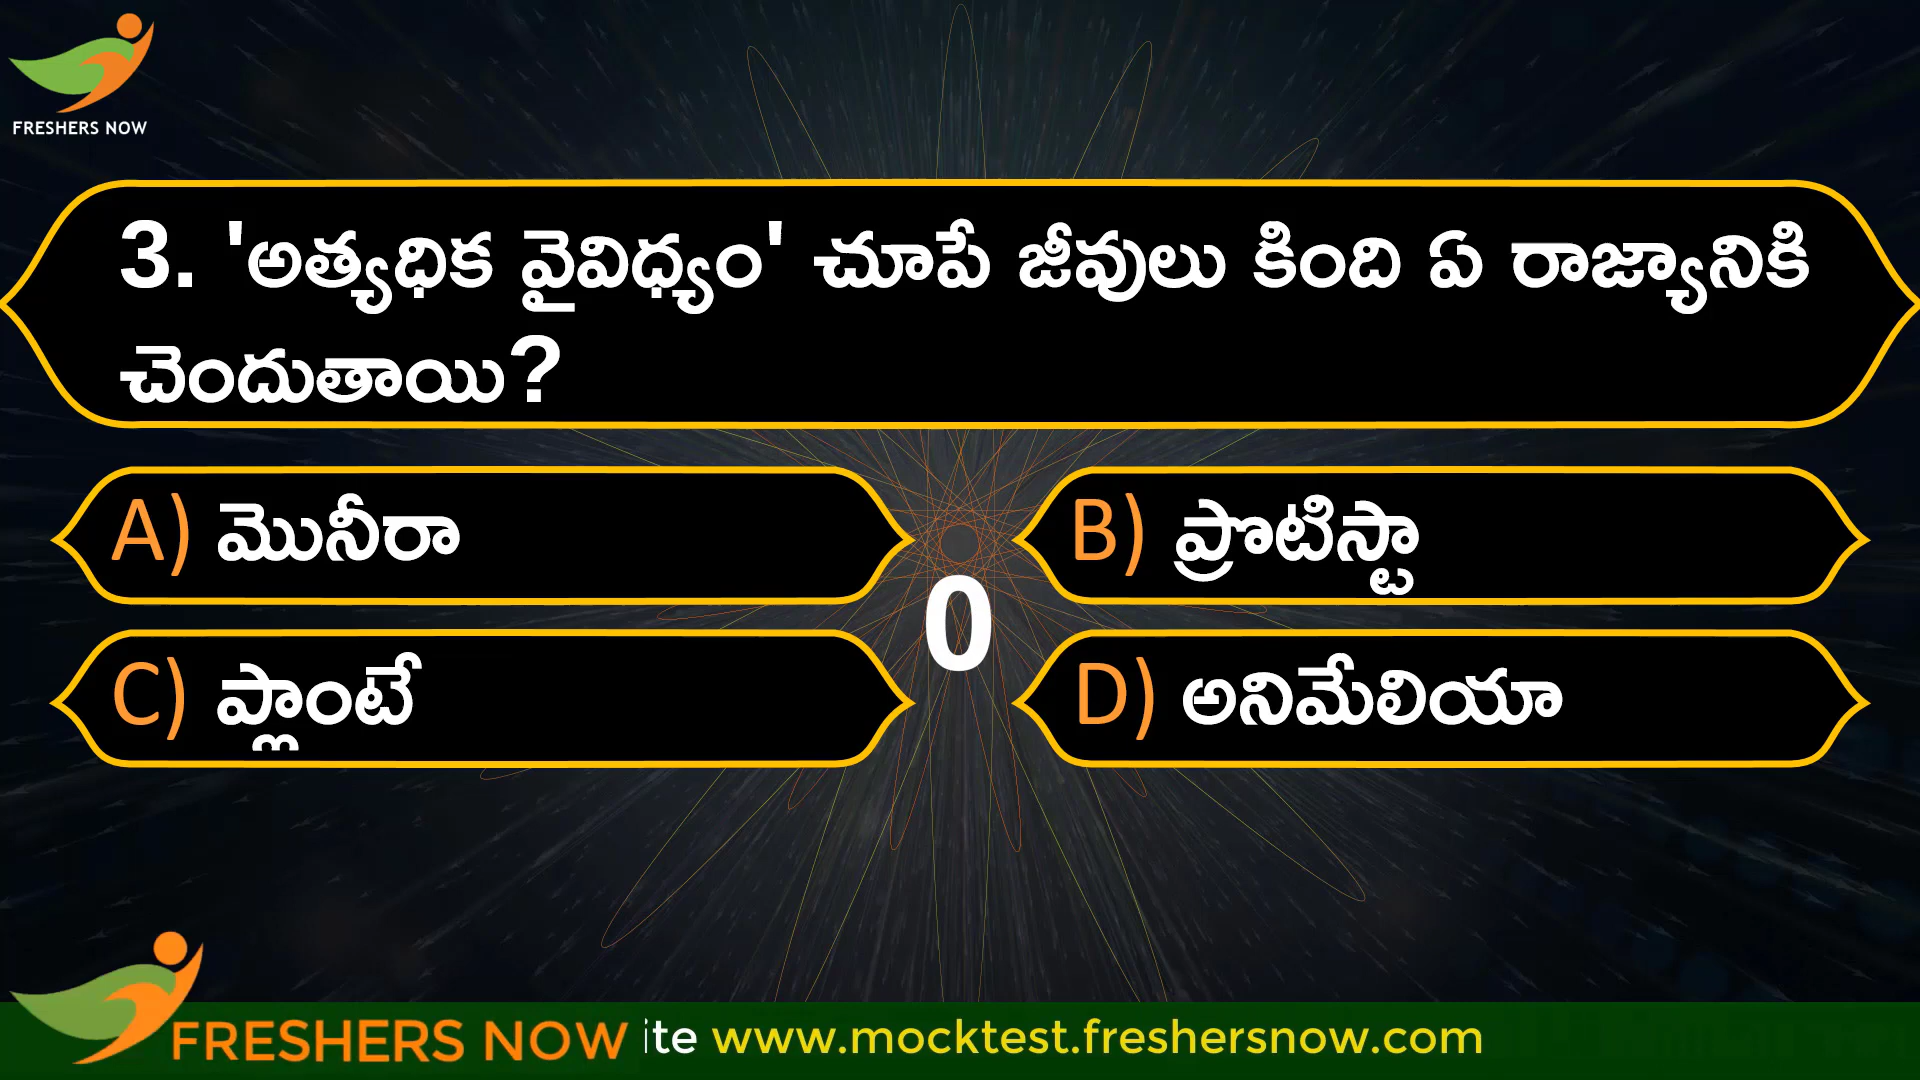 FRESHERS NOW
3. 'అత్యధిక వైవిధ్యం' చూపే జీవులు కింది ఏ రాజ్యానికి
చెందుతాయి?
A) మొనీరా
B) ప్రొటిస్టా
0
C) ప్లాంటే
D) అనిమేలియా
FRESHERS NOW ite www.mocktest.freshersnow.com